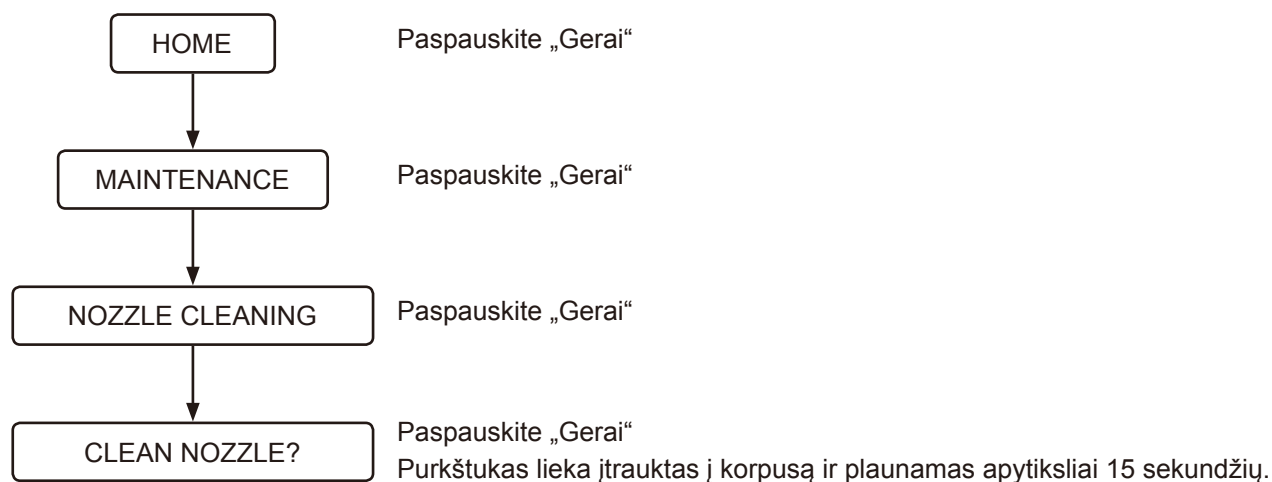 HOME
Paspauskite „Gerai“
MAINTENANCE
Paspauskite „Gerai“
NOZZLE CLEANING
Paspauskite „Gerai“
CLEAN NOZZLE?
Paspauskite „Gerai“
Purkštukas lieka įtrauktas į korpusą ir plaunamas apytiksliai 15 sekundžių.